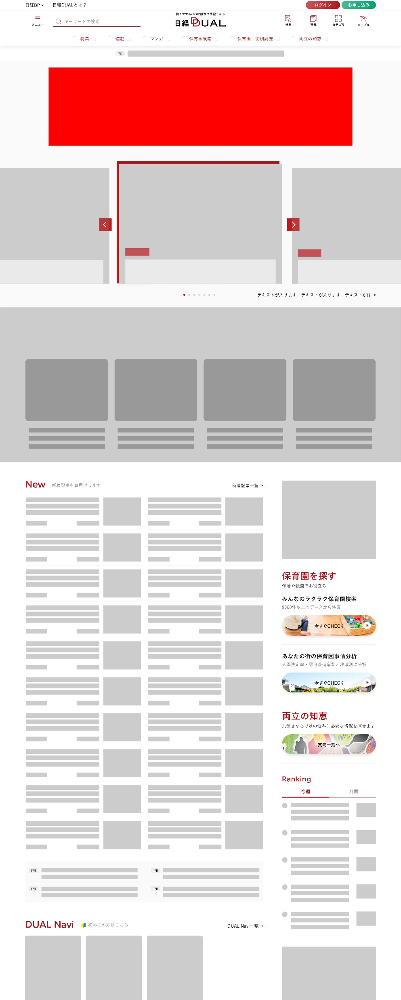 日経BP
日経DUALとは？
ログイン
お申し込み
メニュー
キーワードで検索
働くママ&パパに役立つ情報サイト
日経DUAL
特集
連載
カテゴリ
ピープル
特集
連載
マンガ
保育園検索
保育園・街別調査
両立の知恵
PR
テキストが入ります。テキストが入ります。テキストがは
New
新着記事をお届けします
新着記事一覧
保育園を探す
保活や転園でお役立ち
みんなのラクラク保育園検索
9000件以上のデータから検索
今すぐCHECK
あなたの街の保育園事情分析
入園決定率・認可整備率など地域別に分析
今すぐCHECK
両立の知恵
共働きならではの悩みに必要な情報を探せます
質問一覧へ
Ranking
今週
月間
PR
PR
PR
PR
DUAL Navi
初めての方はこちら
DUAL Navi一覧